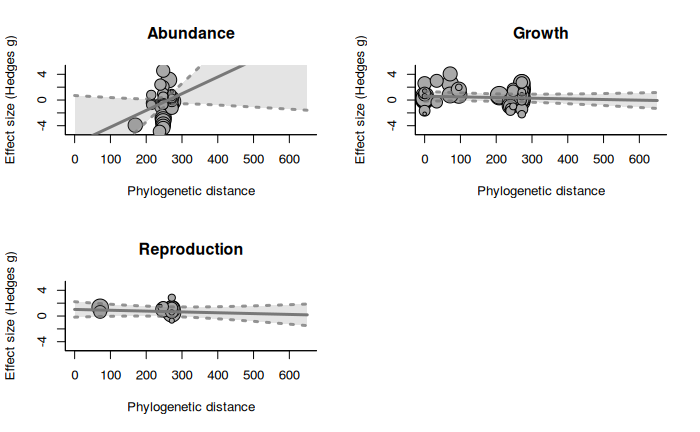 Abundance
Effect size (Hedges g)
4
0
-4
0 100 200 300 400 500 600
Phylogenetic distance
Growth
Effect size (Hedges g)
4
0
-4
0 100 200 300 400 500 600
Phylogenetic distance
Reproduction
Effect size (Hedges g)
4
0
-4
0 100 200 300 400 500 600
Phylogenetic distance